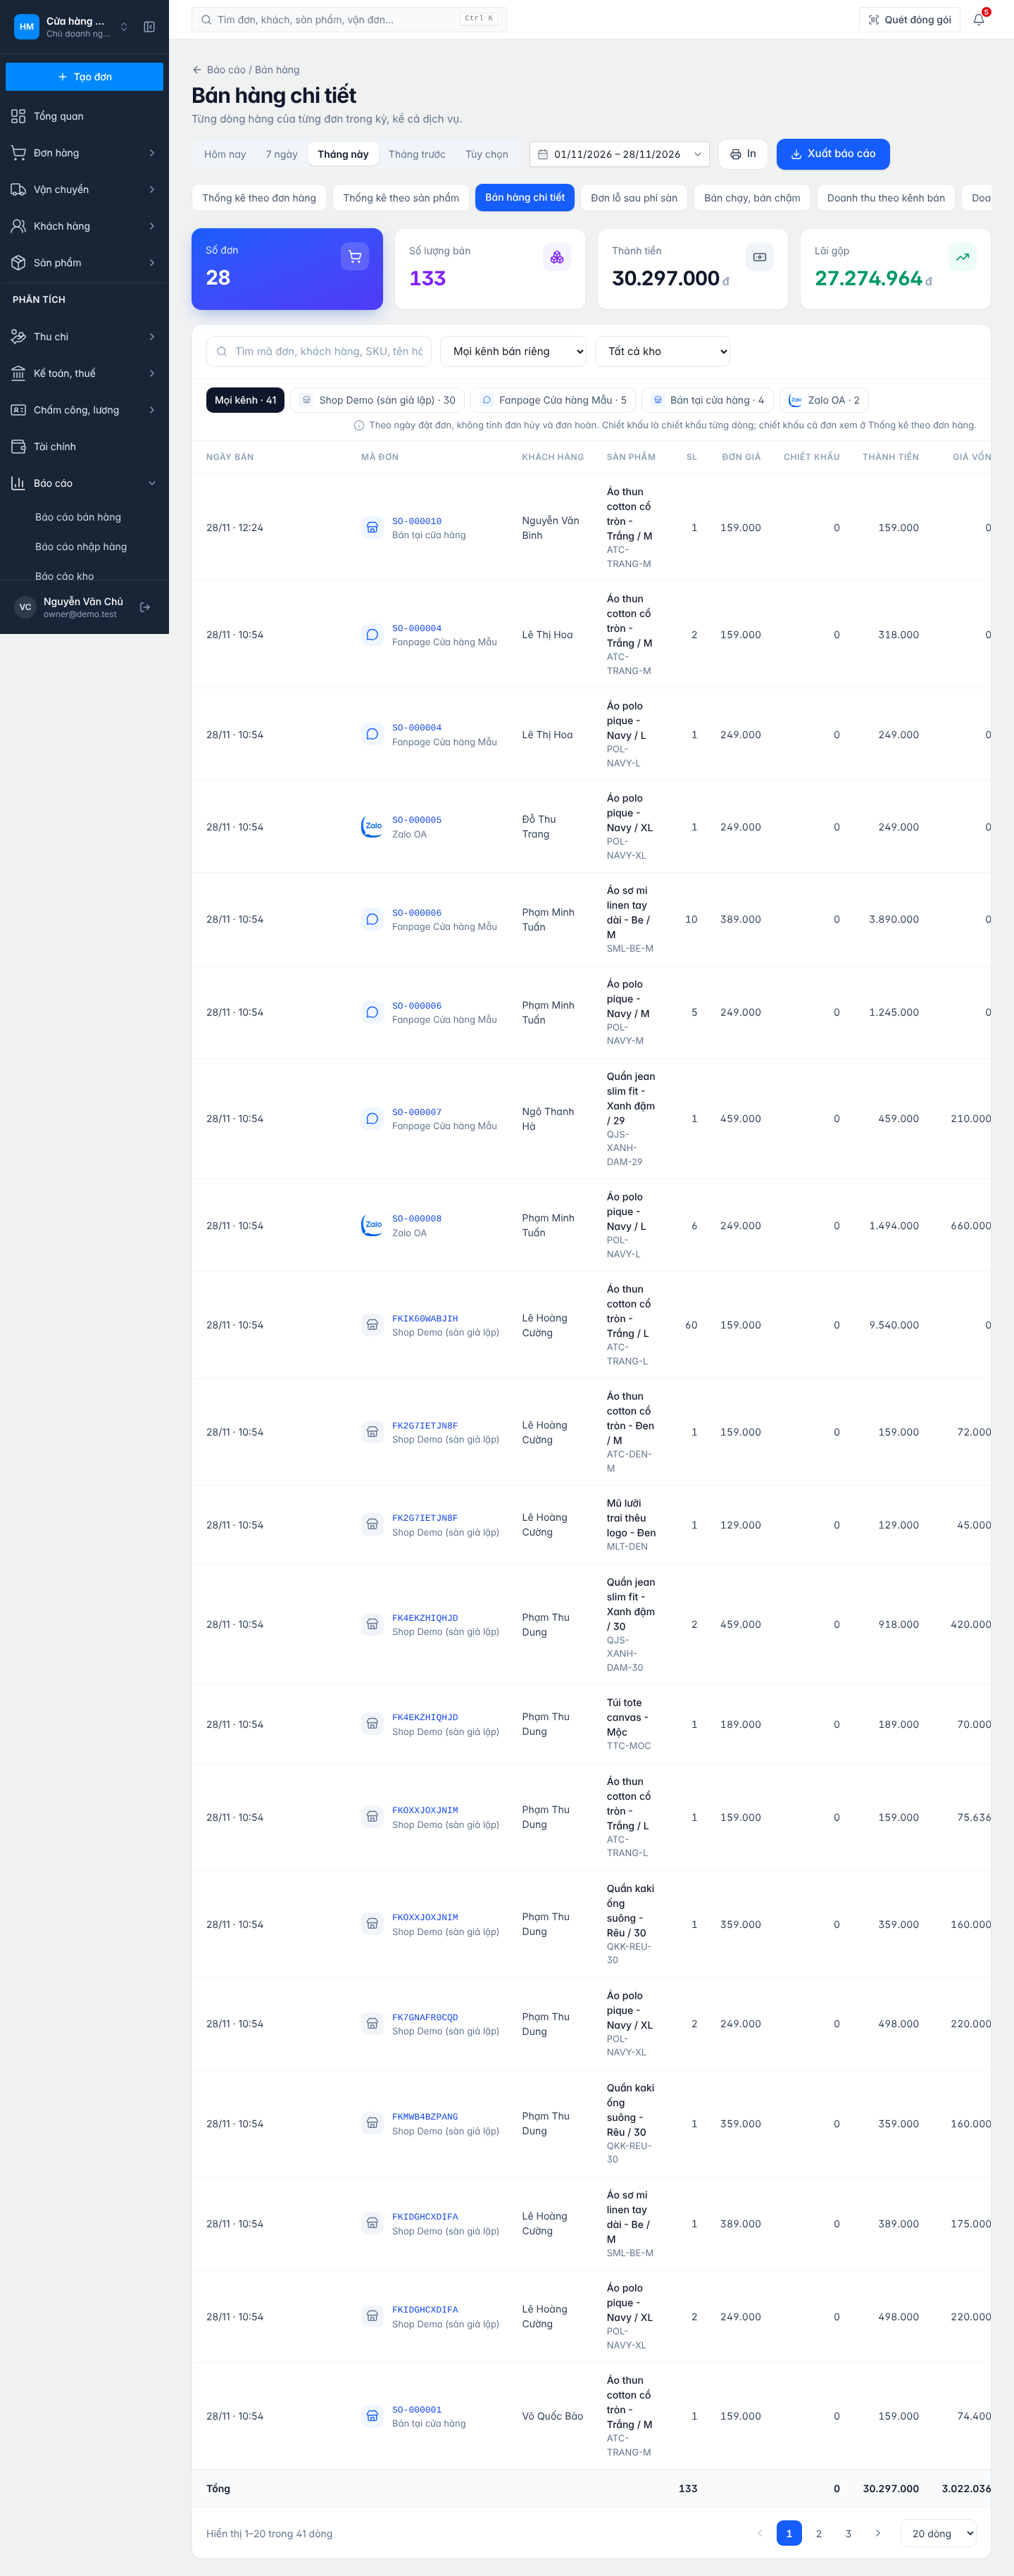 HM
Cửa hàng ...
Chủ doanh ng...
Tạo đơn
Tổng quan
Đơn hàng
Vận chuyển
Khách hàng
Sản phẩm
PHÂN TÍCH
Thu chi
Kế toán, thuế
Chấm công, lương
Tài chính
Báo cáo
Báo cáo bán hàng
Báo cáo nhập hàng
Báo cáo kho
VC
Nguyễn Văn Chủ
owner@demo.test
Tìm đơn, khách, sản phẩm, vận đơn...
Ctrl K
Quét đóng gói
5
Báo cáo / Bán hàng
Bán hàng chi tiết
Từng dòng hàng của từng đơn trong kỳ, kể cả dịch vụ.
Hôm nay 7 ngày Tháng này Tháng trước Tùy chọn
01/11/2026 – 28/11/2026
In
Xuất báo cáo
Thống kê theo đơn hàng
Thống kê theo sản phẩm
Bán hàng chi tiết
Đơn lỗ sau phí sàn
Bán chạy, bán chậm
Doanh thu theo kênh bán
Doa
Số đơn
28
Số lượng bán
133
Thành tiền
30.297.000 đ
Lãi gộp
27.274.964 đ
Tìm mã đơn, khách hàng, SKU, tên hà
Mọi kênh bán riêng
Tất cả kho
Mọi kênh · 41
Shop Demo (sàn giả lập) · 30
Fanpage Cửa hàng Mẫu · 5
Bán tại cửa hàng · 4
Zalo OA · 2
Theo ngày đặt đơn, không tính đơn hủy và đơn hoàn. Chiết khấu là chiết khấu từng dòng; chiết khấu cả đơn xem ở Thống kê theo đơn hàng.
NGÀY BÁN MÃ ĐƠN KHÁCH HÀNG SẢN PHẨM SL ĐƠN GIÁ CHIẾT KHẤU THÀNH TIỀN GIÁ VỐN
28/11 · 12:24
SO-000010
Bán tại cửa hàng
Nguyễn Văn
Bình
Áo thun
cotton cổ
tròn -
Trắng / M
ATC-
TRANG-M
1 159.000 0 159.000 0
28/11 · 10:54
SO-000004
Fanpage Cửa hàng Mẫu
Lê Thị Hoa
Áo thun
cotton cổ
tròn -
Trắng / M
ATC-
TRANG-M
2 159.000 0 318.000 0
28/11 · 10:54
SO-000004
Fanpage Cửa hàng Mẫu
Lê Thị Hoa
Áo polo
pique -
Navy / L
POL-
NAVY-L
1 249.000 0 249.000 0
28/11 · 10:54
Zalo
SO-000005
Zalo OA
Đỗ Thu
Trang
Áo polo
pique -
Navy / XL
POL-
NAVY-XL
1 249.000 0 249.000 0
28/11 · 10:54
SO-000006
Fanpage Cửa hàng Mẫu
Phạm Minh
Tuấn
Áo sơ mi
linen tay
dài - Be /
M
SML-BE-M
10 389.000 0 3.890.000 0
28/11 · 10:54
SO-000006
Fanpage Cửa hàng Mẫu
Phạm Minh
Tuấn
Áo polo
pique -
Navy / M
POL-
NAVY-M
5 249.000 0 1.245.000 0
28/11 · 10:54
SO-000007
Fanpage Cửa hàng Mẫu
Ngô Thanh
Hà
Quần jean
slim fit -
Xanh đậm
/ 29
QJS-
XANH-
DAM-29
1 459.000 0 459.000 210.000
28/11 · 10:54
Zalo
SO-000008
Zalo OA
Phạm Minh
Tuấn
Áo polo
pique -
Navy / L
POL-
NAVY-L
6 249.000 0 1.494.000 660.000
28/11 · 10:54
FKIK60WABJIH
Shop Demo (sàn giả lập)
Lê Hoàng
Cường
Áo thun
cotton cổ
tròn -
Trắng / L
ATC-
TRANG-L
60 159.000 0 9.540.000 0
28/11 · 10:54
FK2G7IETJN8F
Shop Demo (sàn giả lập)
Lê Hoàng
Cường
Áo thun
cotton cổ
tròn - Đen
/ M
ATC-DEN-
M
1 159.000 0 159.000 72.000
28/11 · 10:54
FK2G7IETJN8F
Shop Demo (sàn giả lập)
Lê Hoàng
Cường
Mũ lưỡi
trai thêu
logo - Đen
MLT-DEN
1 129.000 0 129.000 45.000
28/11 · 10:54
FK4EKZHIQHJD
Shop Demo (sàn giả lập)
Phạm Thu
Dung
Quần jean
slim fit -
Xanh đậm
/ 30
QJS-
XANH-
DAM-30
2 459.000 0 918.000 420.000
28/11 · 10:54
FK4EKZHIQHJD
Shop Demo (sàn giả lập)
Phạm Thu
Dung
Túi tote
canvas -
Mộc
TTC-MOC
1 189.000 0 189.000 70.000
28/11 · 10:54
FKOXXJOXJNIM
Shop Demo (sàn giả lập)
Phạm Thu
Dung
Áo thun
cotton cổ
tròn -
Trắng / L
ATC-
TRANG-L
1 159.000 0 159.000 75.636
28/11 · 10:54
FKOXXJOXJNIM
Shop Demo (sàn giả lập)
Phạm Thu
Dung
Quần kaki
ống
suông -
Rêu / 30
QKK-REU-
30
1 359.000 0 359.000 160.000
28/11 · 10:54
FK7GNAFR0CQD
Shop Demo (sàn giả lập)
Phạm Thu
Dung
Áo polo
pique -
Navy / XL
POL-
NAVY-XL
2 249.000 0 498.000 220.000
28/11 · 10:54
FKMWB4BZPANG
Shop Demo (sàn giả lập)
Phạm Thu
Dung
Quần kaki
ống
suông -
Rêu / 30
QKK-REU-
30
1 359.000 0 359.000 160.000
28/11 · 10:54
FKIDGHCXDIFA
Shop Demo (sàn giả lập)
Lê Hoàng
Cường
Áo sơ mi
linen tay
dài - Be /
M
SML-BE-M
1 389.000 0 389.000 175.000
28/11 · 10:54
FKIDGHCXDIFA
Shop Demo (sàn giả lập)
Lê Hoàng
Cường
Áo polo
pique -
Navy / XL
POL-
NAVY-XL
2 249.000 0 498.000 220.000
28/11 · 10:54
SO-000001
Bán tại cửa hàng
Võ Quốc Bảo
Áo thun
cotton cổ
tròn -
Trắng / M
ATC-
TRANG-M
1 159.000 0 159.000 74.400
Tổng 133 0 30.297.000 3.022.036
Hiển thị 1–20 trong 41 dòng
1 2 3
20 dòng